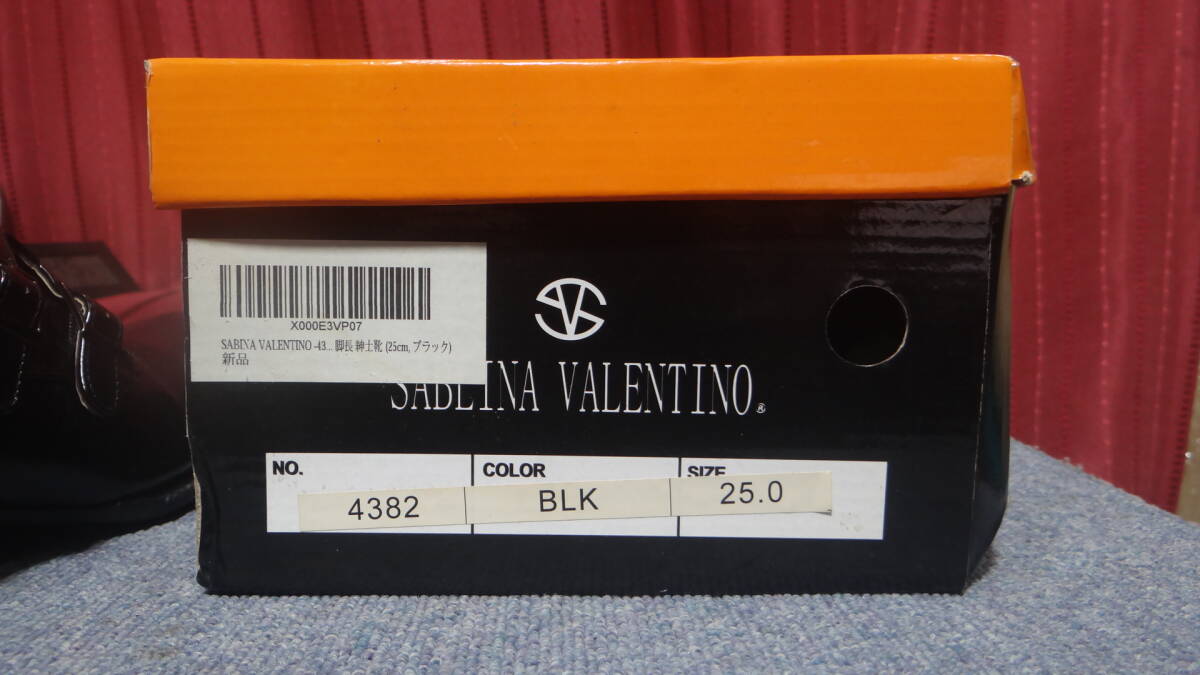 X000E3VP07
SABINA VALENTINO -43... 脚長 紳士靴 (25cm, ブラック)
新品
SV
SABLINA VALENTINO®
NO. COLOR SIZE
4382 BLK 25.0